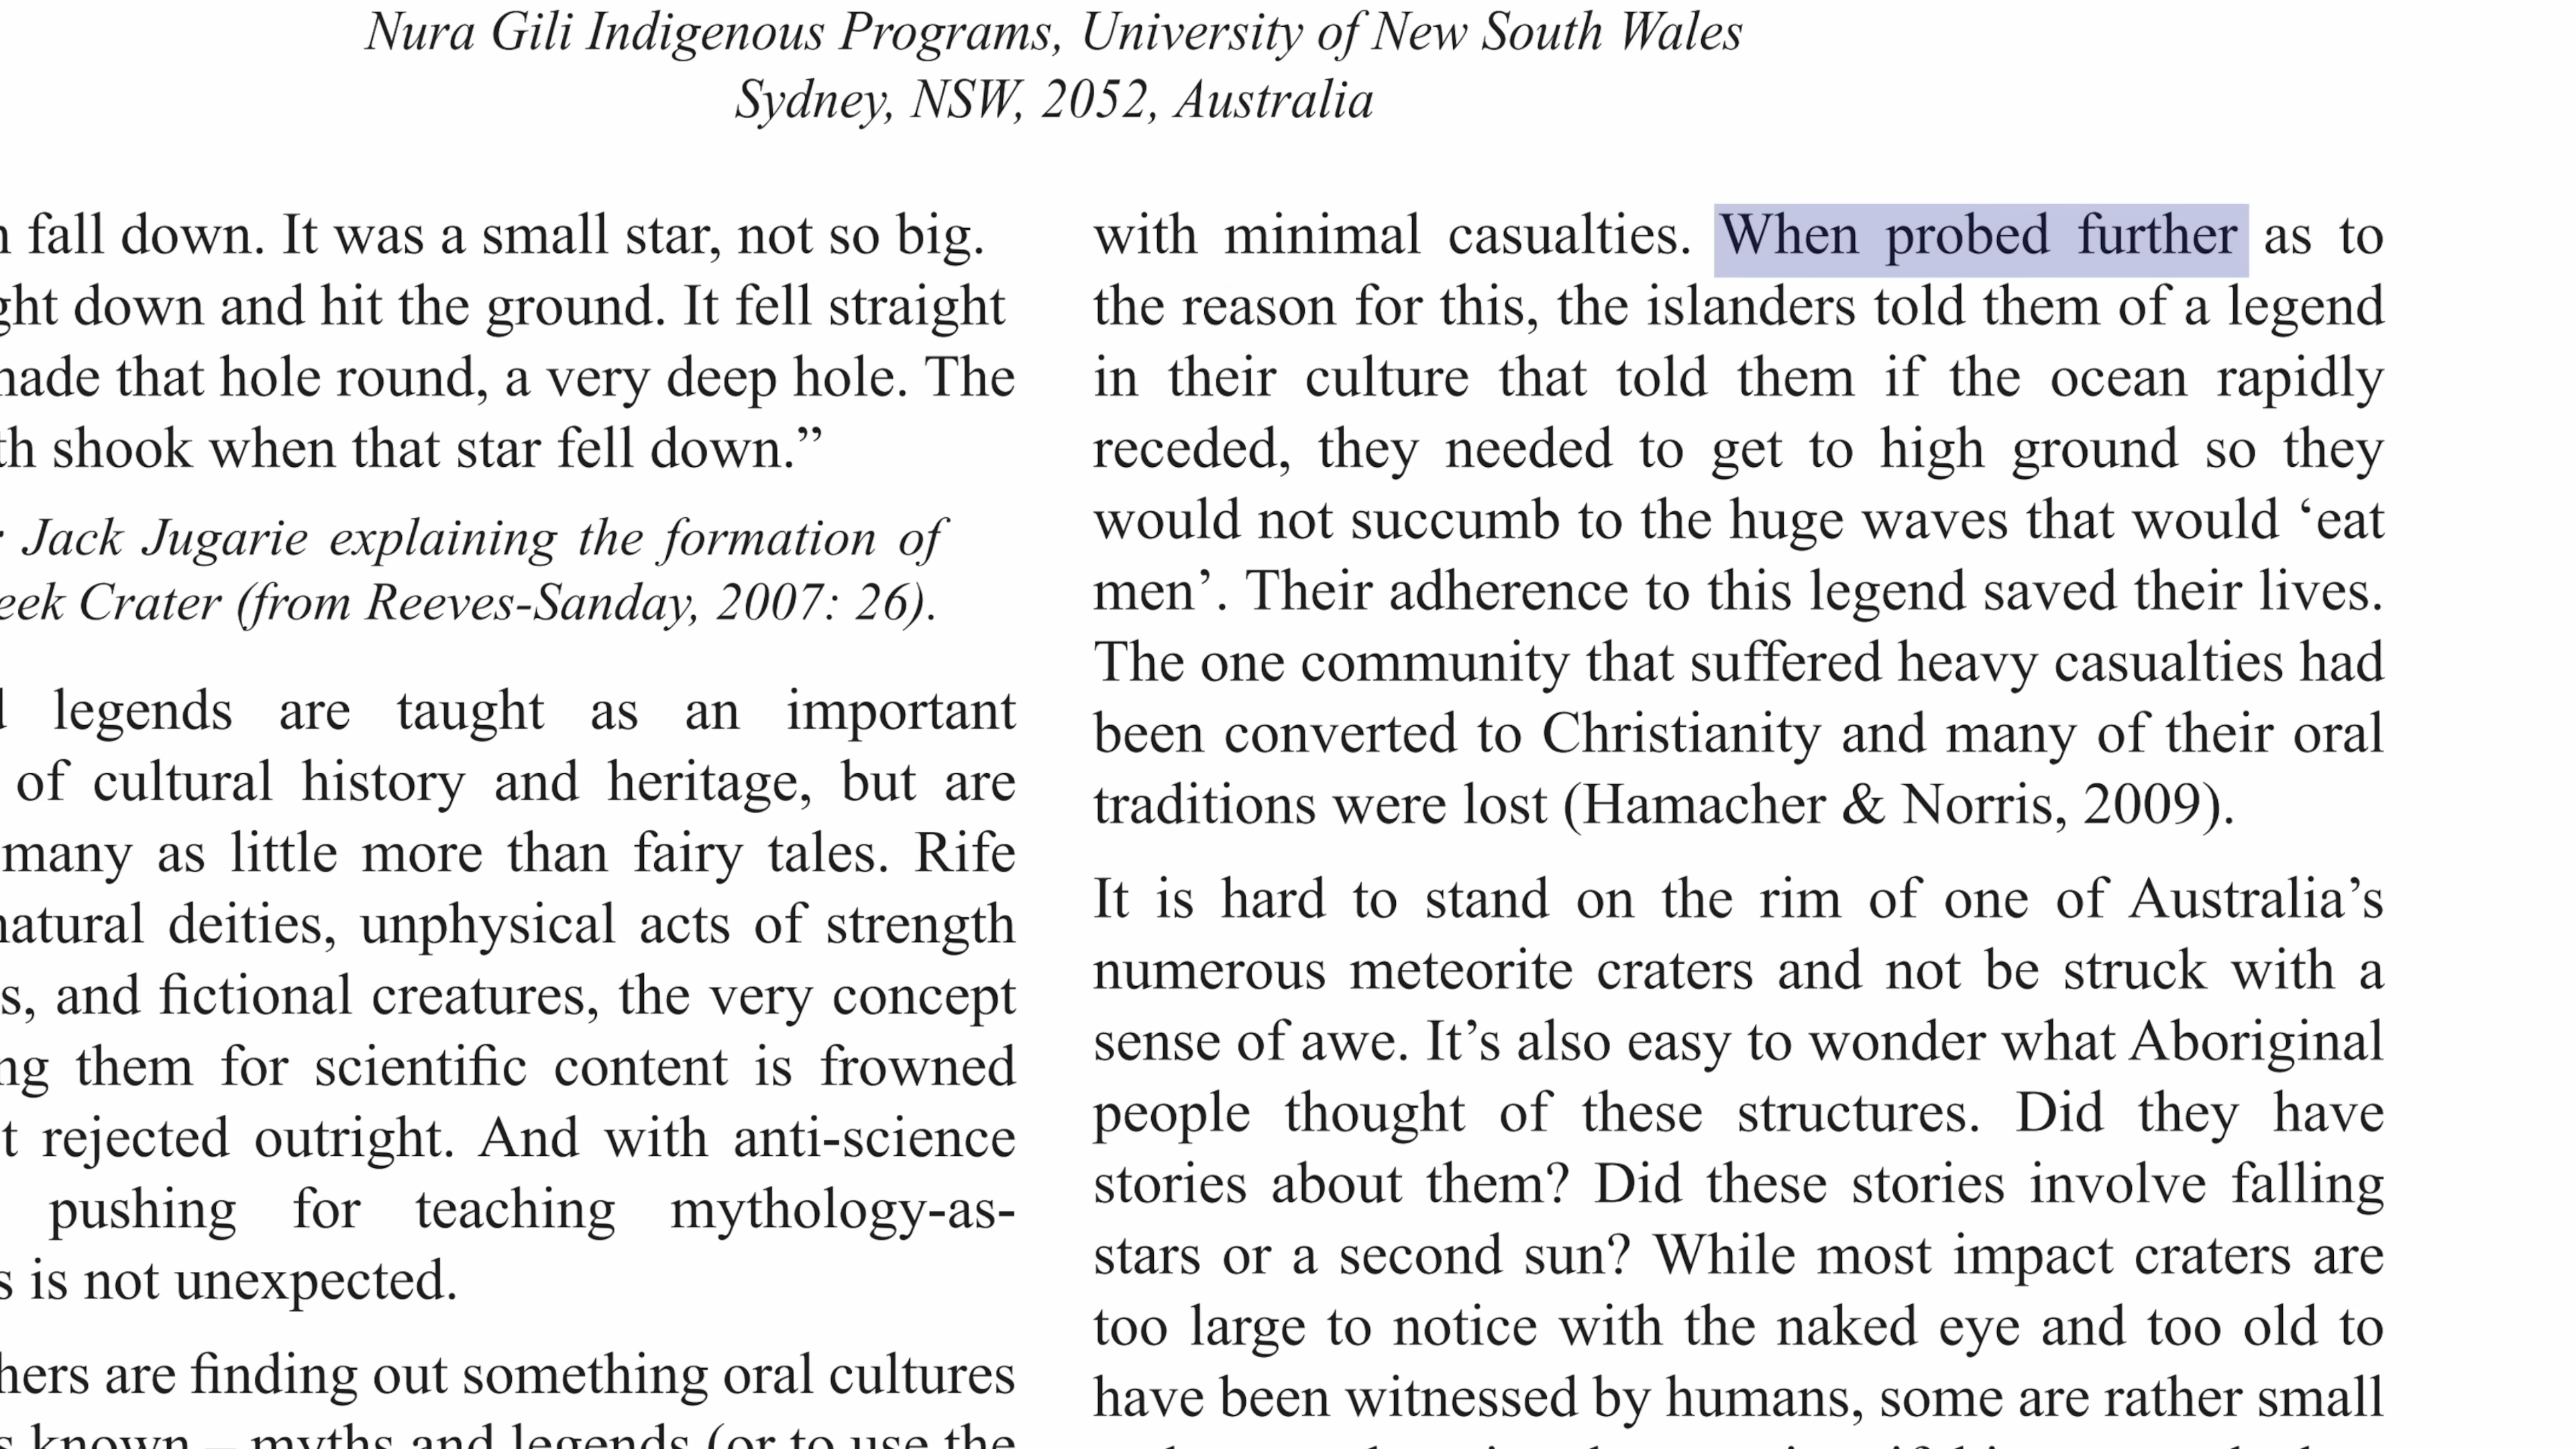 Nura Gili Indigenous Programs, University of New South Wales
Sydney, NSW, 2052, Australia
fall down. It was a small star, not so big.
down and hit the ground. It fell straight
that hole round, a very deep hole. The
shook when that star fell down.”
Jack Jugarie explaining the formation of
Crater (from Reeves-Sanday, 2007: 26).
legends are taught as an important
of cultural history and heritage, but are
many as little more than fairy tales. Rife
deities, unphysical acts of strength
and fictional creatures, the very concept
them for scientific content is frowned
rejected outright. And with anti-science
pushing for teaching mythology-as-
is not unexpected.
are finding out something oral cultures
known – myths and legends (or to use the
with minimal casualties. When probed further as to
the reason for this, the islanders told them of a legend
in their culture that told them if the ocean rapidly
receded, they needed to get to high ground so they
would not succumb to the huge waves that would ‘eat
men’. Their adherence to this legend saved their lives.
The one community that suffered heavy casualties had
been converted to Christianity and many of their oral
traditions were lost (Hamacher & Norris, 2009).
It is hard to stand on the rim of one of Australia’s
numerous meteorite craters and not be struck with a
sense of awe. It’s also easy to wonder what Aboriginal
people thought of these structures. Did they have
stories about them? Did these stories involve falling
stars or a second sun? While most impact craters are
too large to notice with the naked eye and too old to
have been witnessed by humans, some are rather small